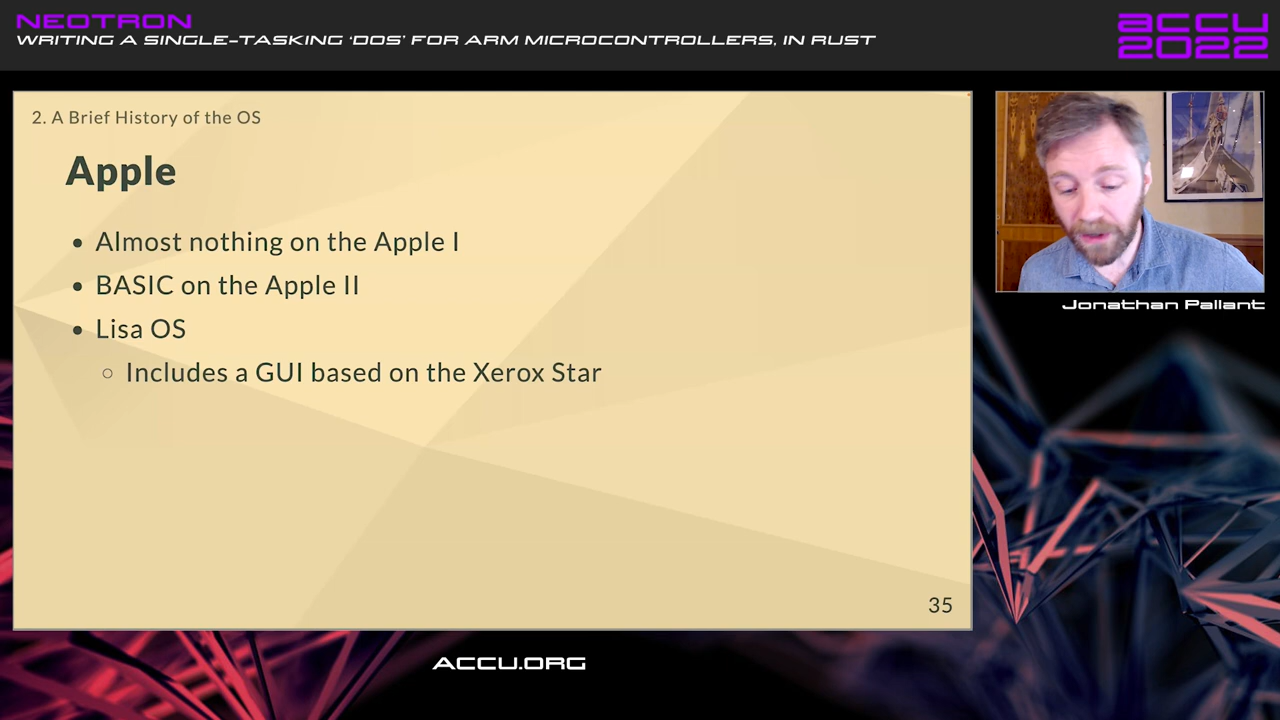 NEOTRON
WRITING A SINGLE-TASKING 'DOS' FOR ARM MICROCONTROLLERS, IN RUST
accu
2022
2. A Brief History of the OS
Apple
• Almost nothing on the Apple I
• BASIC on the Apple II
• Lisa OS
○ Includes a GUI based on the Xerox Star
35
Jonathan Pallant
ACCU.ORG